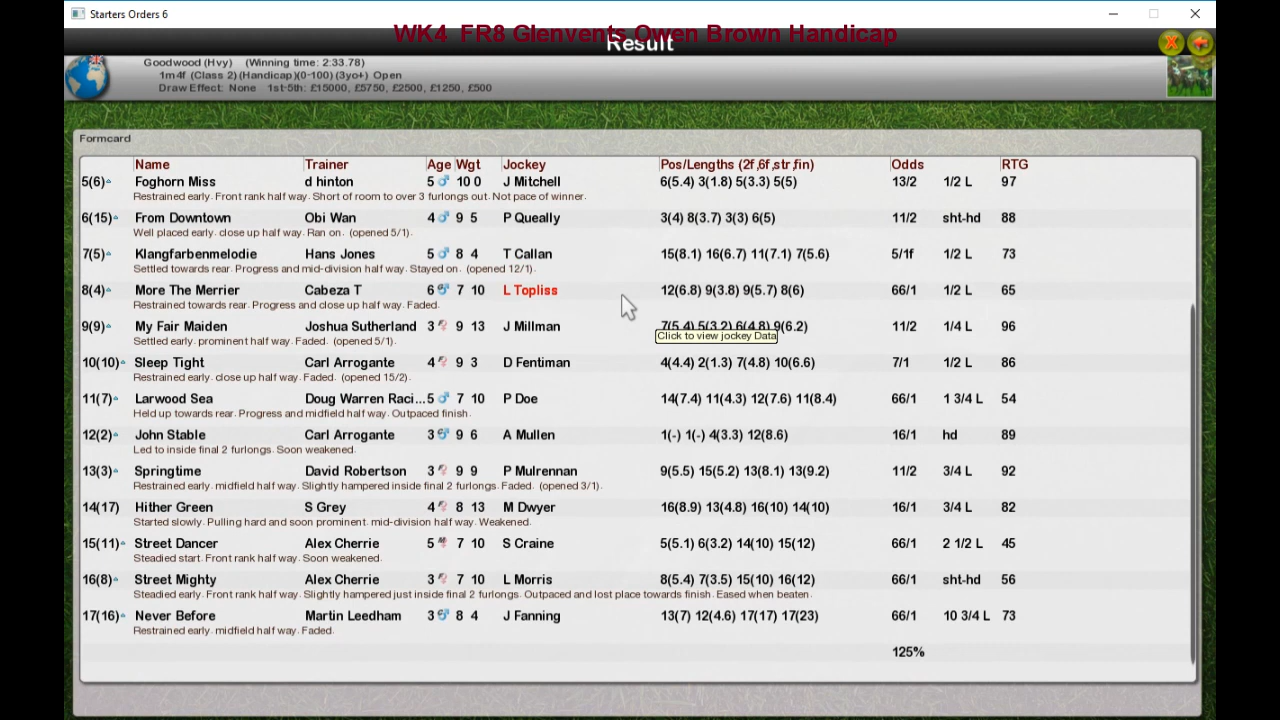 Starters Orders 6
WK4 FR8 Glenvents Owen Brown Handicap
Result
Goodwood (Hvy) (Winning time: 2:33.78)
1m4f (Class 2) (Handicap)(0-100) (3yo+) Open
Draw Effect: None 1st-5th: £15000, £5750, £2500, £1250, £500
Formcard
Name Trainer Age Wgt Jockey Pos/Lengths (2f,6f,str,fin) Odds RTG
5(6) Foghorn Miss d hinton 5 10 0 J Mitchell 6(5.4) 3(1.8) 5(3.3) 5(5) 13/2 1/2 L 97
Restrained early. Front rank half way. Short of room to over 3 furlongs out. Not pace of winner.
6(15) From Downtown Obi Wan 4 9 5 P Queally 3(4) 8(3.7) 3(3) 6(5) 11/2 sht-hd 88
Well placed early. close up half way. Ran on. (opened 5/1).
7(5) Klangfarbenmelodie Hans Jones 5 8 4 T Callan 15(8.1) 16(6.7) 11(7.1) 7(5.6) 5/1f 1/2 L 73
Settled towards rear. Progress and mid-division half way. Stayed on. (opened 12/1).
8(4) More The Merrier Cabeza T 6 7 10 L Topliss 12(6.8) 9(3.8) 9(5.7) 8(6) 66/1 1/2 L 65
Restrained towards rear. Progress and close up half way. Faded.
9(9) My Fair Maiden Joshua Sutherland 3 9 13 J Millman 7(5.4) 5(3.2) 6(4.8) 9(6.2) 11/2 1/4 L 96
Click to view jockey Data
Settled early. prominent half way. Faded. (opened 5/1).
10(10) Sleep Tight Carl Arrogante 4 9 3 D Fentiman 4(4.4) 2(1.3) 7(4.8) 10(6.6) 7/1 1/2 L 86
Restrained early. close up half way. Faded. (opened 15/2).
11(7) Larwood Sea Doug Warren Raci... 5 7 10 P Doe 14(7.4) 11(4.3) 12(7.6) 11(8.4) 66/1 1 3/4 L 54
Held up towards rear. Progress and midfield half way. Outpaced finish.
12(2) John Stable Carl Arrogante 3 9 6 A Mullen 1(-) 1(-) 4(3.3) 12(8.6) 16/1 hd 89
Led to inside final 2 furlongs. Soon weakened.
13(3) Springtime David Robertson 3 9 9 P Mulrennan 9(5.5) 15(5.2) 13(8.1) 13(9.2) 11/2 3/4 L 92
Restrained early. midfield half way. Slightly hampered inside final 2 furlongs. Faded. (opened 3/1).
14(17) Hither Green S Grey 4 8 13 M Dwyer 16(8.9) 13(4.8) 16(10) 14(10) 16/1 3/4 L 82
Started slowly. Pulling hard and soon prominent. mid-division half way. Weakened.
15(11) Street Dancer Alex Cherrie 5 7 10 S Craine 5(5.1) 6(3.2) 14(10) 15(12) 66/1 2 1/2 L 45
Steadied start. Front rank half way. Soon weakened.
16(8) Street Mighty Alex Cherrie 3 7 10 L Morris 8(5.4) 7(3.5) 15(10) 16(12) 66/1 sht-hd 56
Steadied early. Front rank half way. Slightly hampered just inside final 2 furlongs. Outpaced and lost place towards finish. Eased when beaten.
17(16) Never Before Martin Leedham 3 8 4 J Fanning 13(7) 12(4.6) 17(17) 17(23) 66/1 10 3/4 L 73
Restrained early. midfield half way. Faded.
125%